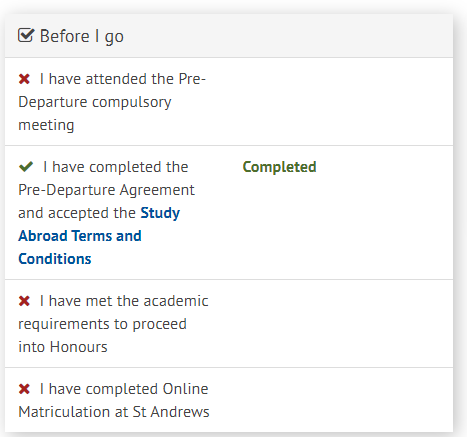 Before I go
I have attended the Pre-
Departure compulsory
meeting
I have completed the
Completed
Pre-Departure Agreement
and accepted the Study
Abroad Terms and
Conditions
I have met the academic
requirements to proceed
into Honours
I have completed Online
Matriculation at St Andrews